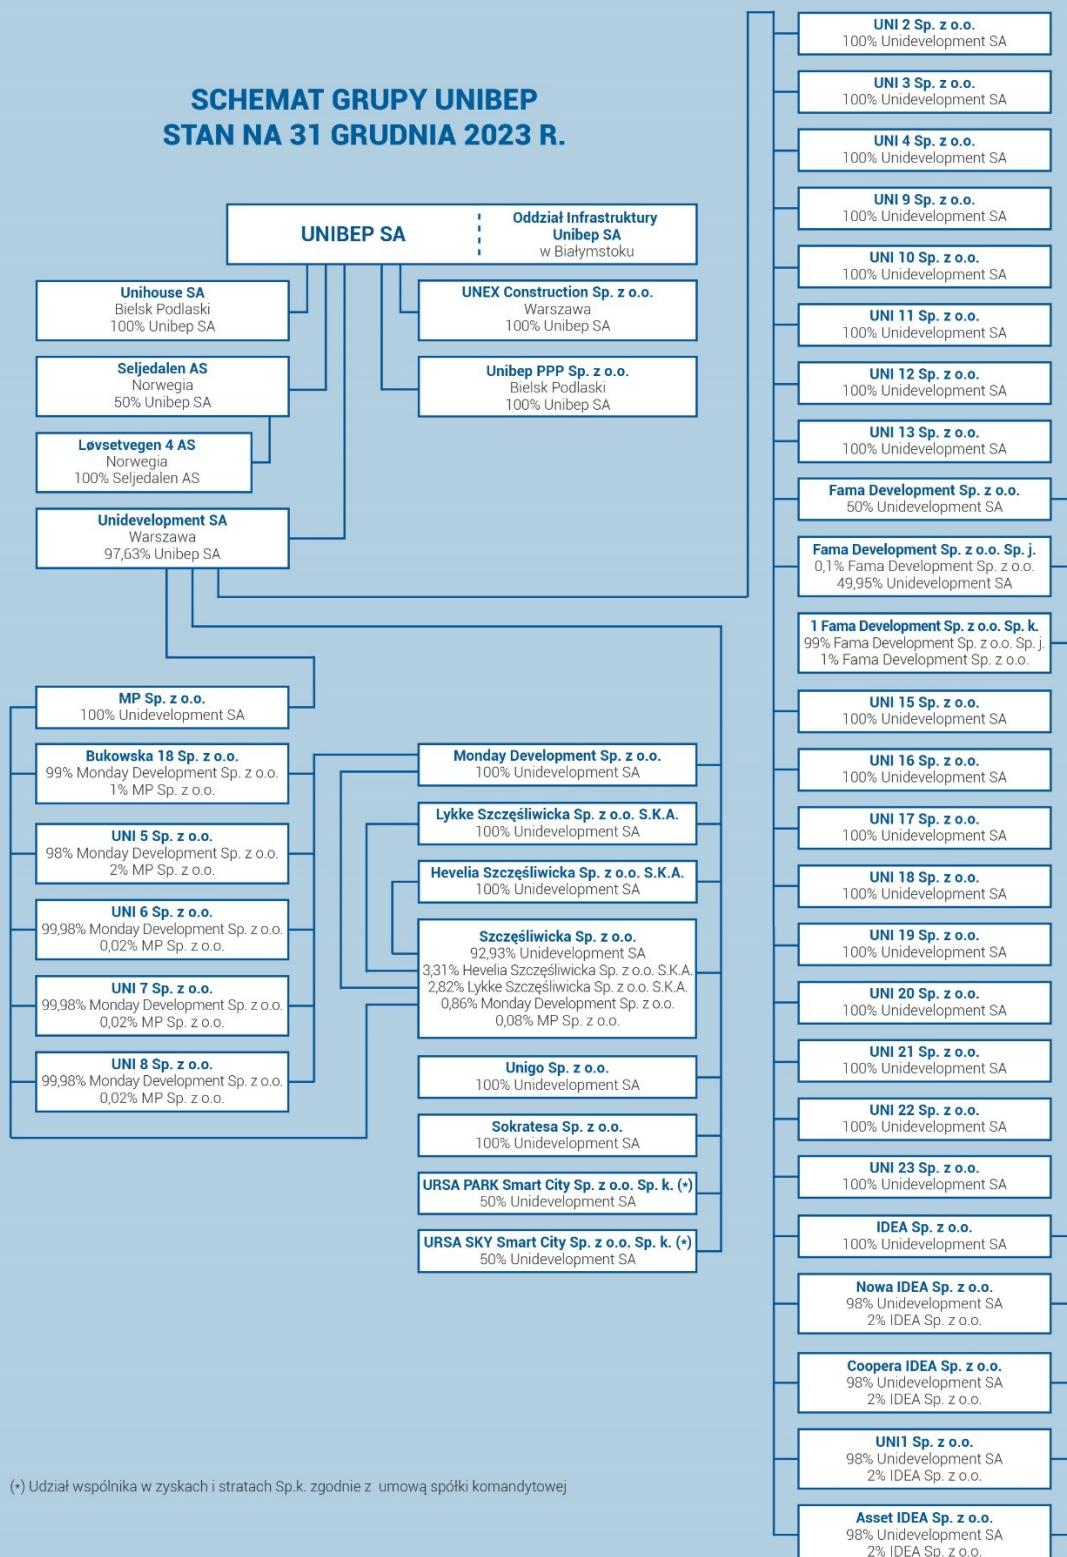 SCHEMAT GRUPY UNIBEP
STAN NA 31 GRUDNIA 2023 R.
UNIBEP SA
Oddział Infrastruktury
Unibep SA
w Białymstoku
Unihouse SA
Bielsk Podlaski
100% Unibep SA
UNEX Construction Sp. z o.o.
Warszawa
100% Unibep SA
Seljedalen AS
Norwegia
50% Unibep SA
Unibep PPP Sp. z o.o.
Bielsk Podlaski
100% Unibep SA
Løvsetvegen 4 AS
Norwegia
100% Seljedalen AS
Unidevelopment SA
Warszawa
97,63% Unibep SA
MP Sp. z o.o.
100% Unidevelopment SA
Bukowska 18 Sp. z o.o.
99% Monday Development Sp. z o.o.
1% MP Sp. z o.o.
UNI 5 Sp. z o.o.
98% Monday Development Sp. z o.o.
2% MP Sp. z o.o.
UNI 6 Sp. z o.o.
99,98% Monday Development Sp. z o.o.
0,02% MP Sp. z o.o.
UNI 7 Sp. z o.o.
99,98% Monday Development Sp. z o.o.
0,02% MP Sp. z o.o.
UNI 8 Sp. z o.o.
99,98% Monday Development Sp. z o.o.
0,02% MP Sp. z o.o.
Monday Development Sp. z o.o.
100% Unidevelopment SA
Lykke Szczęśliwicka Sp. z o.o. S.K.A.
100% Unidevelopment SA
Hevelia Szczęśliwicka Sp. z o.o. S.K.A.
100% Unidevelopment SA
Szczęśliwicka Sp. z o.o.
92,93% Unidevelopment SA
3,31% Hevelia Szczęśliwicka Sp. z o.o. S.K.A.
2,82% Lykke Szczęśliwicka Sp. z o.o. S.K.A.
0,86% Monday Development Sp. z o.o.
0,08% MP Sp. z o.o.
Unigo Sp. z o.o.
100% Unidevelopment SA
Sokratesa Sp. z o.o.
100% Unidevelopment SA
URSA PARK Smart City Sp. z o.o. Sp. k. (*)
50% Unidevelopment SA
URSA SKY Smart City Sp. z o.o. Sp. k. (*)
50% Unidevelopment SA
UNI 2 Sp. z o.o.
100% Unidevelopment SA
UNI 3 Sp. z o.o.
100% Unidevelopment SA
UNI 4 Sp. z o.o.
100% Unidevelopment SA
UNI 9 Sp. z o.o.
100% Unidevelopment SA
UNI 10 Sp. z o.o.
100% Unidevelopment SA
UNI 11 Sp. z o.o.
100% Unidevelopment SA
UNI 12 Sp. z o.o.
100% Unidevelopment SA
UNI 13 Sp. z o.o.
100% Unidevelopment SA
Fama Development Sp. z o.o.
50% Unidevelopment SA
Fama Development Sp. z o.o. Sp. j.
0,1% Fama Development Sp. z o.o.
49,95% Unidevelopment SA
1 Fama Development Sp. z o.o. Sp. k.
99% Fama Development Sp. z o.o. Sp. j.
1% Fama Development Sp. z o.o.
UNI 15 Sp. z o.o.
100% Unidevelopment SA
UNI 16 Sp. z o.o.
100% Unidevelopment SA
UNI 17 Sp. z o.o.
100% Unidevelopment SA
UNI 18 Sp. z o.o.
100% Unidevelopment SA
UNI 19 Sp. z o.o.
100% Unidevelopment SA
UNI 20 Sp. z o.o.
100% Unidevelopment SA
UNI 21 Sp. z o.o.
100% Unidevelopment SA
UNI 22 Sp. z o.o.
100% Unidevelopment SA
UNI 23 Sp. z o.o.
100% Unidevelopment SA
IDEA Sp. z o.o.
100% Unidevelopment SA
Nowa IDEA Sp. z o.o.
98% Unidevelopment SA
2% IDEA Sp. z o.o.
Coopera IDEA Sp. z o.o.
98% Unidevelopment SA
2% IDEA Sp. z o.o.
UNI1 Sp. z o.o.
98% Unidevelopment SA
2% IDEA Sp. z o.o.
Asset IDEA Sp. z o.o.
98% Unidevelopment SA
2% IDEA Sp. z o.o.
(*) Udział wspólnika w zyskach i stratach Sp.k. zgodnie z umową spółki komandytowej